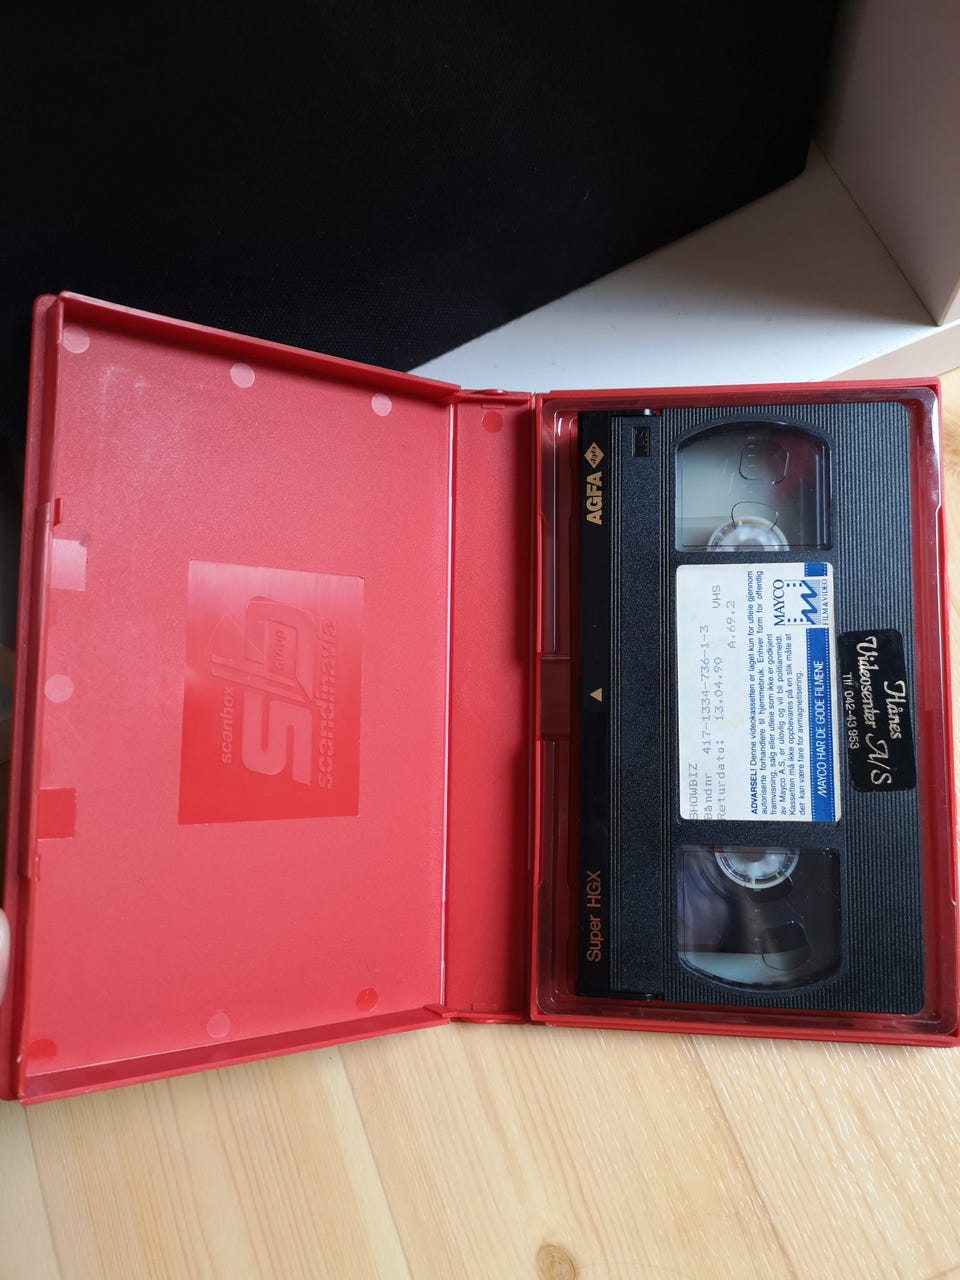 scanbox
Group
scandinavia
AGFA
Agfa
Super HGX
VHS
SHOWBIZ
Båndnr 417-1334-736-1-3 VHS
Returdato: 13.04.90 A.69.2
ADVARSEL! Denne videokassetten er laget kun for utleie gjennom
autoriserte forhandlere til hjemmebruk. Enhver form for offentlig
framvisning, salg eller utleie som ikke er godkjent
av Mayco A.S, er ulovlig og vil bli politianmeldt.
Kassetten må ikke oppbevares på en slik måte at
det kan være fare for avmagnetisering.
MAYCO
FILM & VIDEO
MAYCO HAR DE GODE FILMENE
Hånes
Videosenter A/S
Tlf. 042-43 953